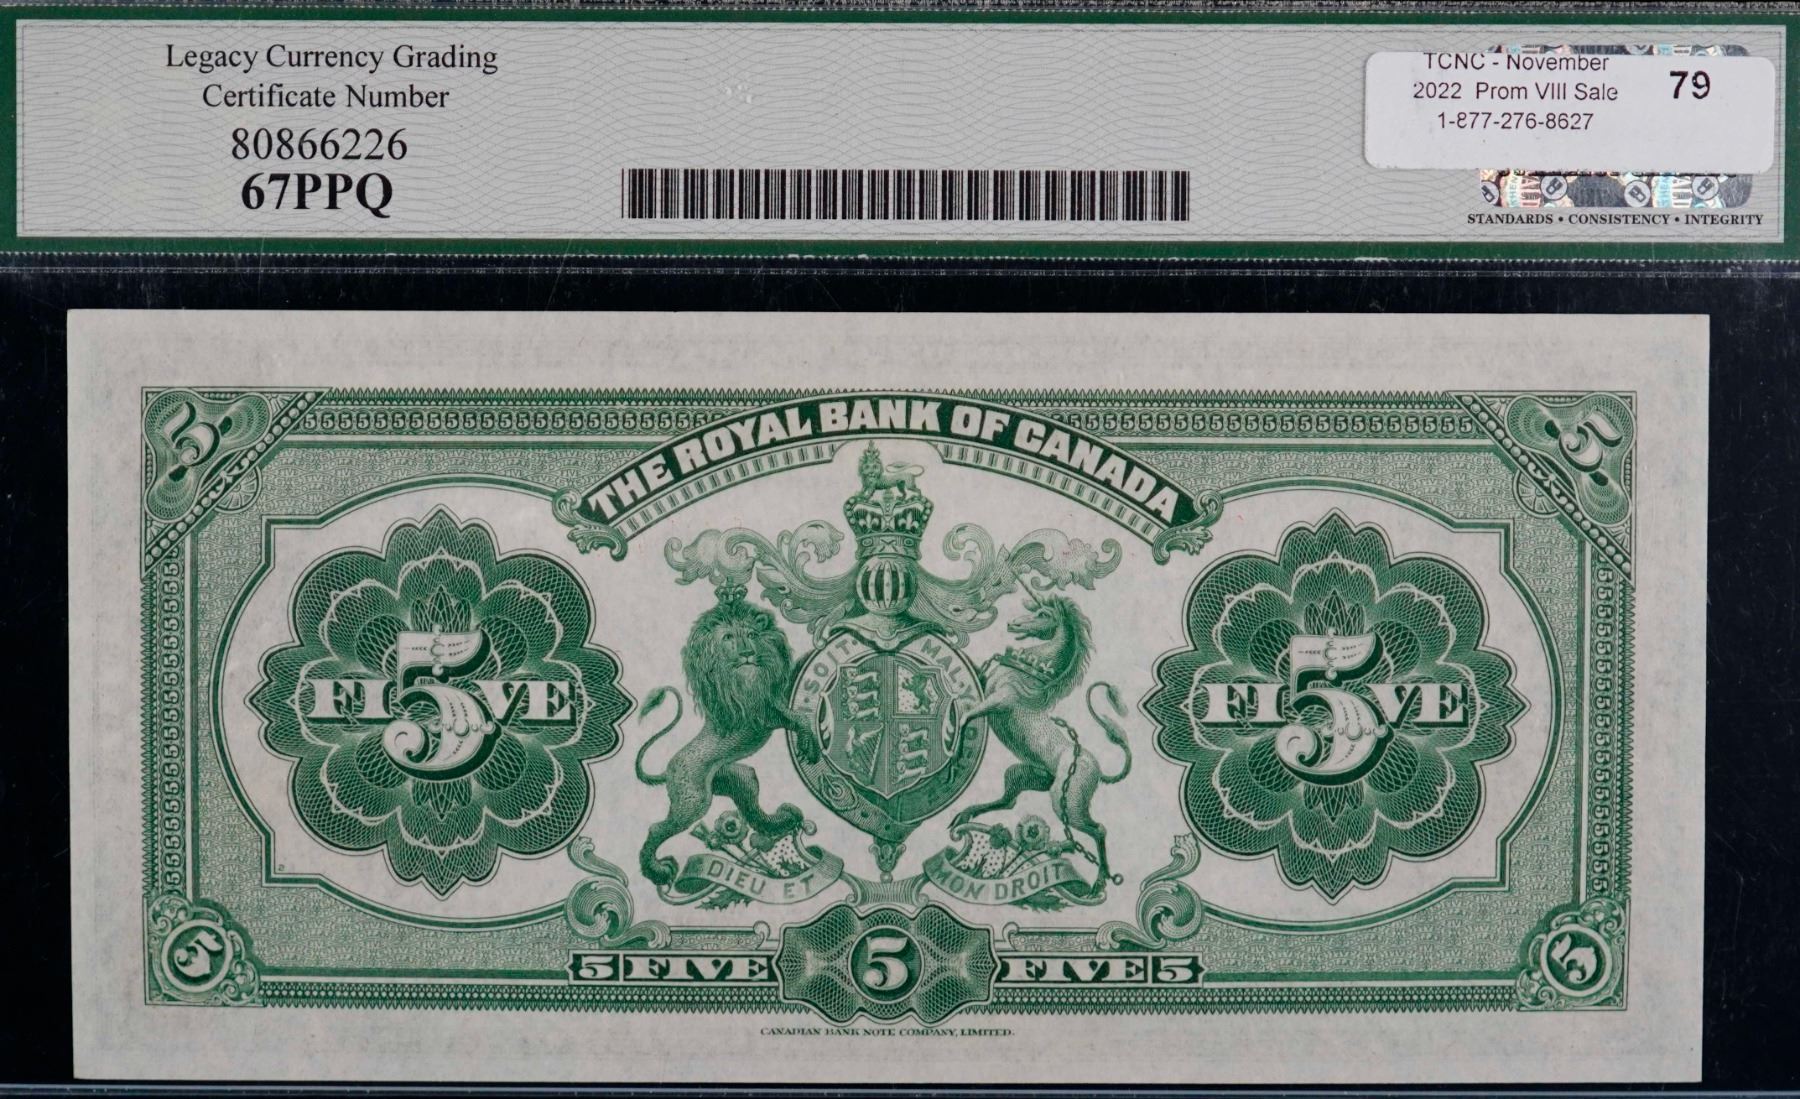 Legacy Currency Grading
Certificate Number
80866226
67PPQ
TCNC - November
2022 Prom VIII Sale
1-877-276-8627
79
STANDARDS • CONSISTENCY • INTEGRITY
5
5
THE ROYAL BANK OF CANADA
SOIT MAL Y
FI5VE
FI5VE
DIEU ET MON DROIT
5
5 FIVE 5 FIVE 5
5
CANADIAN BANK NOTE COMPANY, LIMITED.